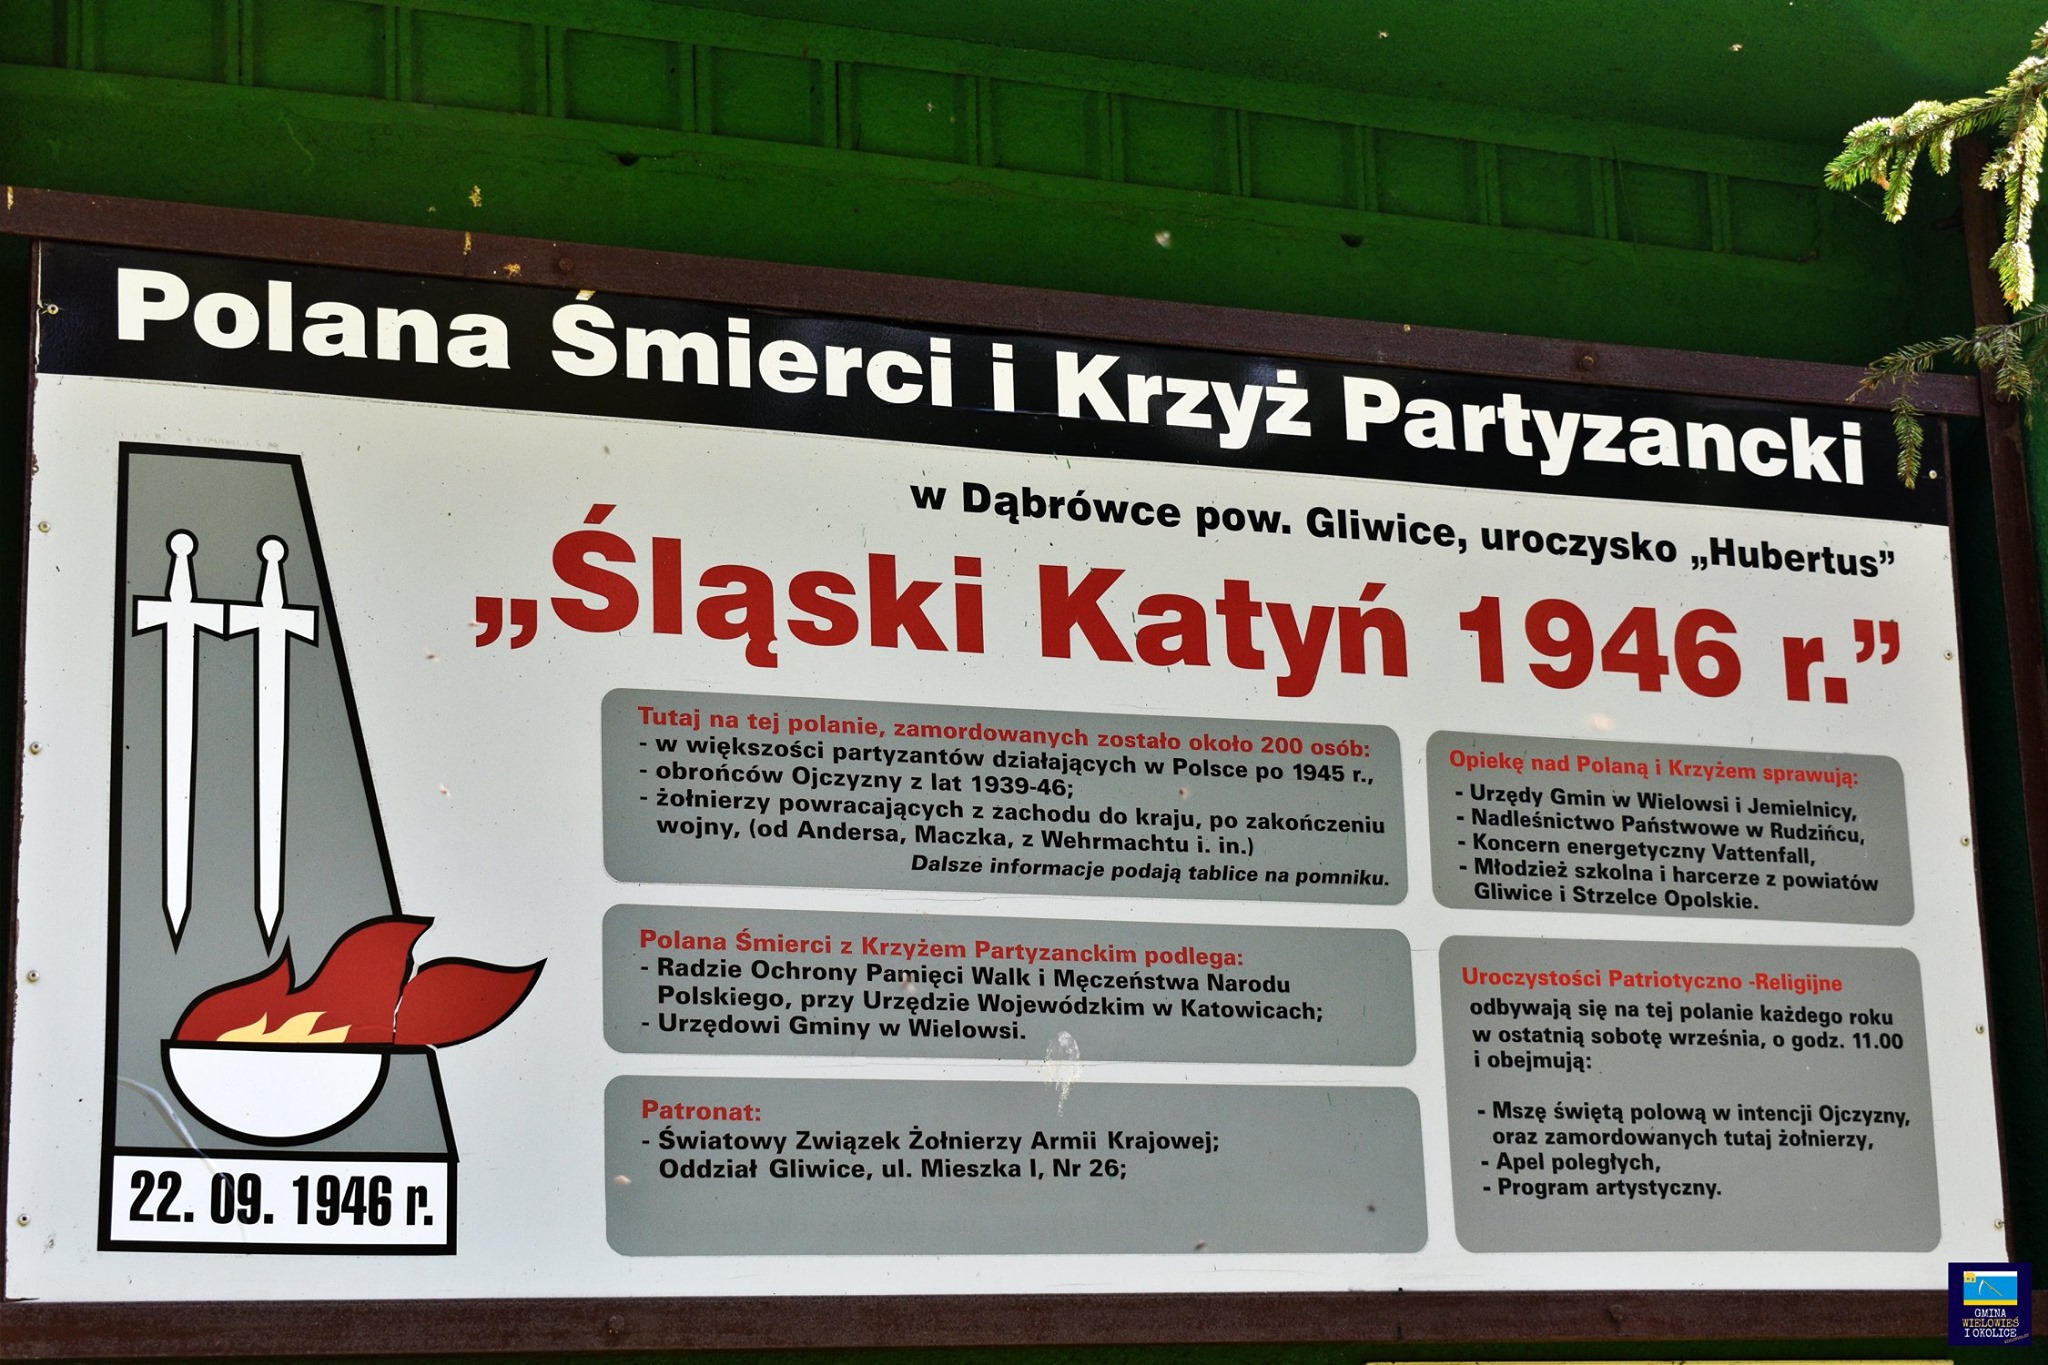 Polana Śmierci i Krzyż Partyzancki
w Dąbrówce pow. Gliwice, uroczysko „Hubertus”
„Śląski Katyń 1946 r.”
Tutaj na tej polanie, zamordowanych zostało około 200 osób:
- w większości partyzantów działających w Polsce po 1945 r.,
- obrońców Ojczyzny z lat 1939-46;
- żołnierzy powracających z zachodu do kraju, po zakończeniu
wojny, (od Andersa, Maczka, z Wehrmachtu i. in.)
Dalsze informacje podają tablice na pomniku.
Polana Śmierci z Krzyżem Partyzanckim podlega:
- Radzie Ochrony Pamięci Walk i Męczeństwa Narodu
Polskiego, przy Urzędzie Wojewódzkim w Katowicach;
- Urzędowi Gminy w Wielowsi.
Patronat:
- Światowy Związek Żołnierzy Armii Krajowej;
Oddział Gliwice, ul. Mieszka I, Nr 26;
Opiekę nad Polaną i Krzyżem sprawują:
- Urzędy Gmin w Wielowsi i Jemielnicy,
- Nadleśnictwo Państwowe w Rudzińcu,
- Koncern energetyczny Vattenfall,
- Młodzież szkolna i harcerze z powiatów
Gliwice i Strzelce Opolskie.
Uroczystości Patriotyczno -Religijne
odbywają się na tej polanie każdego roku
w ostatnią sobotę września, o godz. 11.00
i obejmują:
- Mszę świętą polową w intencji Ojczyzny,
oraz zamordowanych tutaj żołnierzy,
- Apel poległych,
- Program artystyczny.
22. 09. 1946 r.
GMINA
WIELOWIEŚ
I OKOLICE